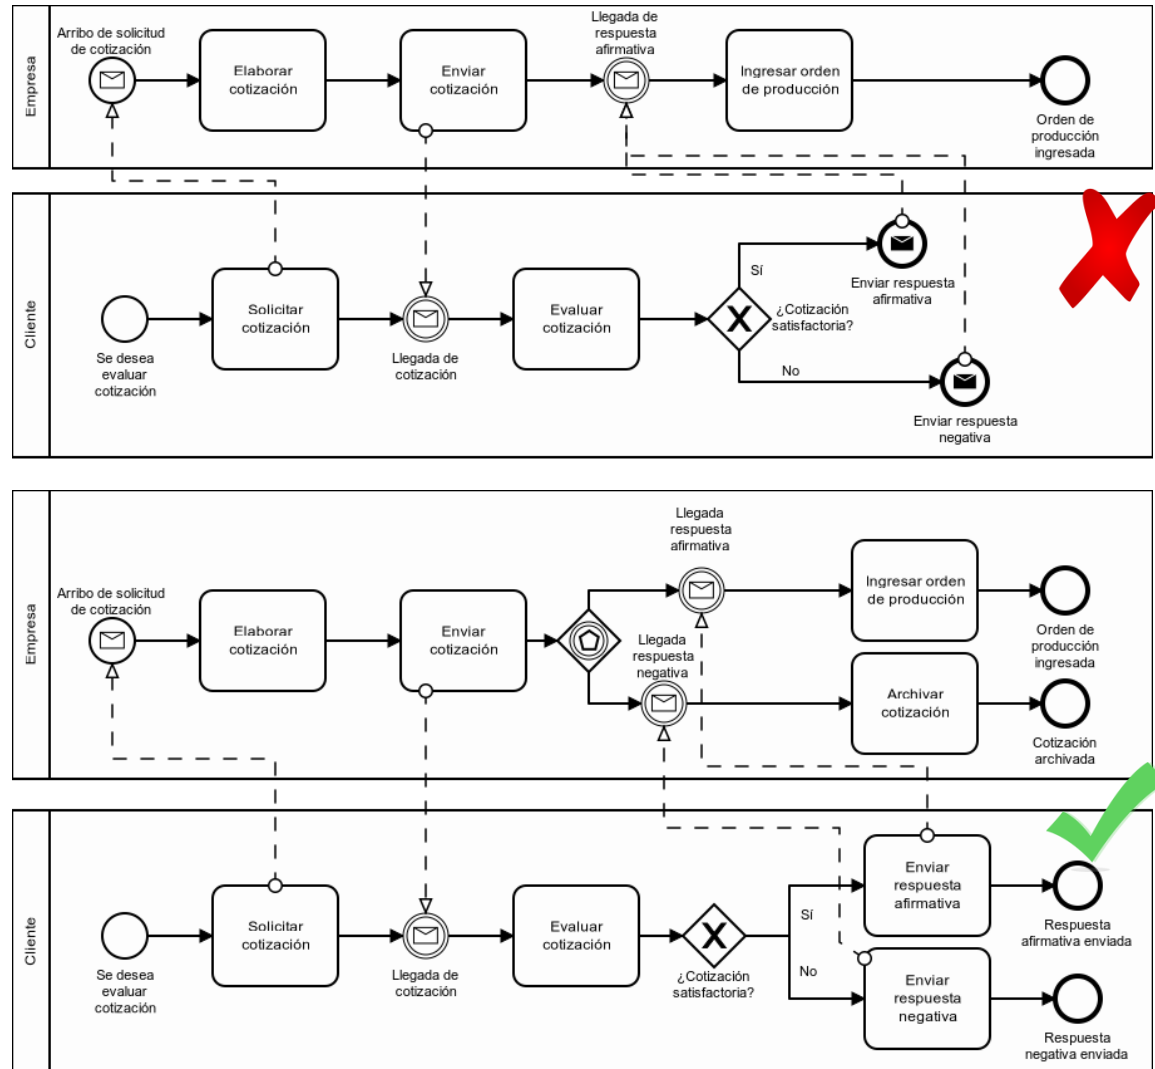 Empresa
Arribo de solicitud
de cotización
Elaborar
cotización
Enviar
cotización
Llegada de
respuesta
afirmativa
Ingresar orden
de producción
Orden de
producción
ingresada
Cliente
Se desea
evaluar
cotización
Solicitar
cotización
Llegada de
cotización
Evaluar
cotización
¿Cotización
satisfactoria?
Sí
No
Enviar respuesta
afirmativa
Enviar respuesta
negativa
Empresa
Arribo de solicitud
de cotización
Elaborar
cotización
Enviar
cotización
Llegada
respuesta
afirmativa
Llegada
respuesta
negativa
Ingresar orden
de producción
Orden de
producción
ingresada
Archivar
cotización
Cotización
archivada
Cliente
Se desea
evaluar
cotización
Solicitar
cotización
Llegada de
cotización
Evaluar
cotización
¿Cotización
satisfactoria?
Sí
No
Enviar
respuesta
afirmativa
Respuesta
afirmativa enviada
Enviar
respuesta
negativa
Respuesta
negativa enviada